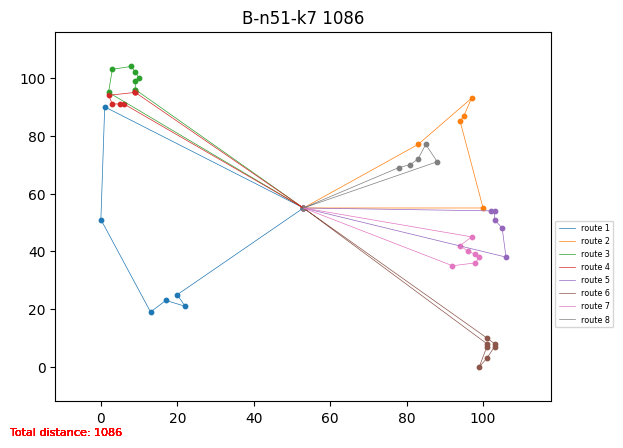 B-n51-k7 1086
100
80
60
40
20
0
0 20 40 60 80 100
route 1
route 2
route 3
route 4
route 5
route 6
route 7
route 8
Total distance: 1086